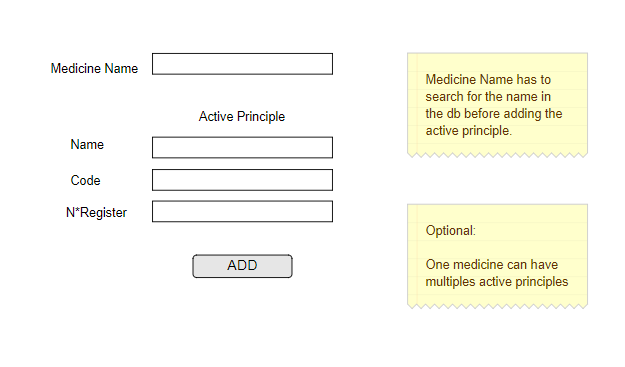 Medicine Name
Active Principle
Name
Code
N*Register
ADD
Medicine Name has to
search for the name in
the db before adding the
active principle.
Optional:
One medicine can have
multiples active principles